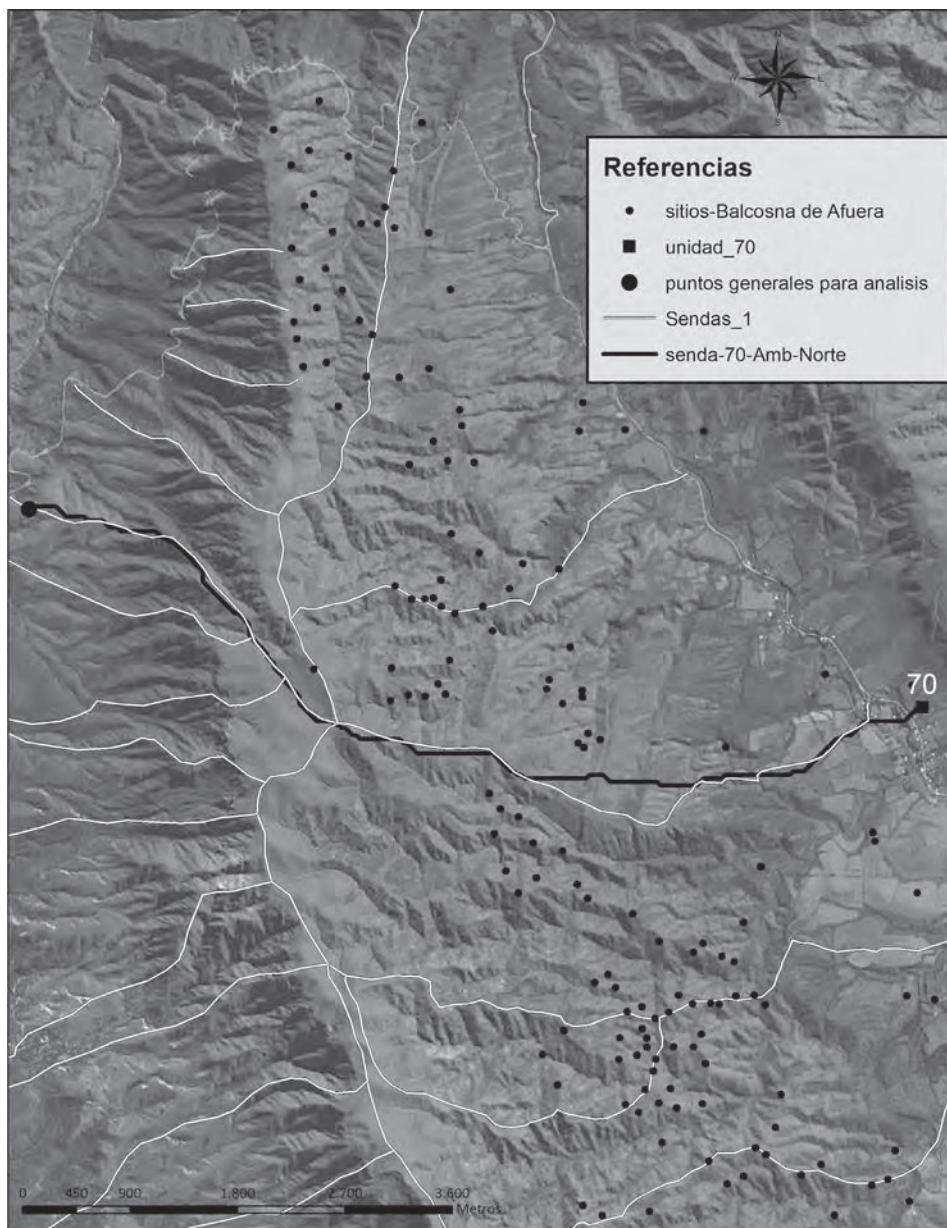 N
S
Referencias
sitios-Balcosna de Afuera
unidad_70
puntos generales para analisis
Sendas_1
senda-70-Amb-Norte
70
0 450 900 1.800 2.700 3.600
Metros